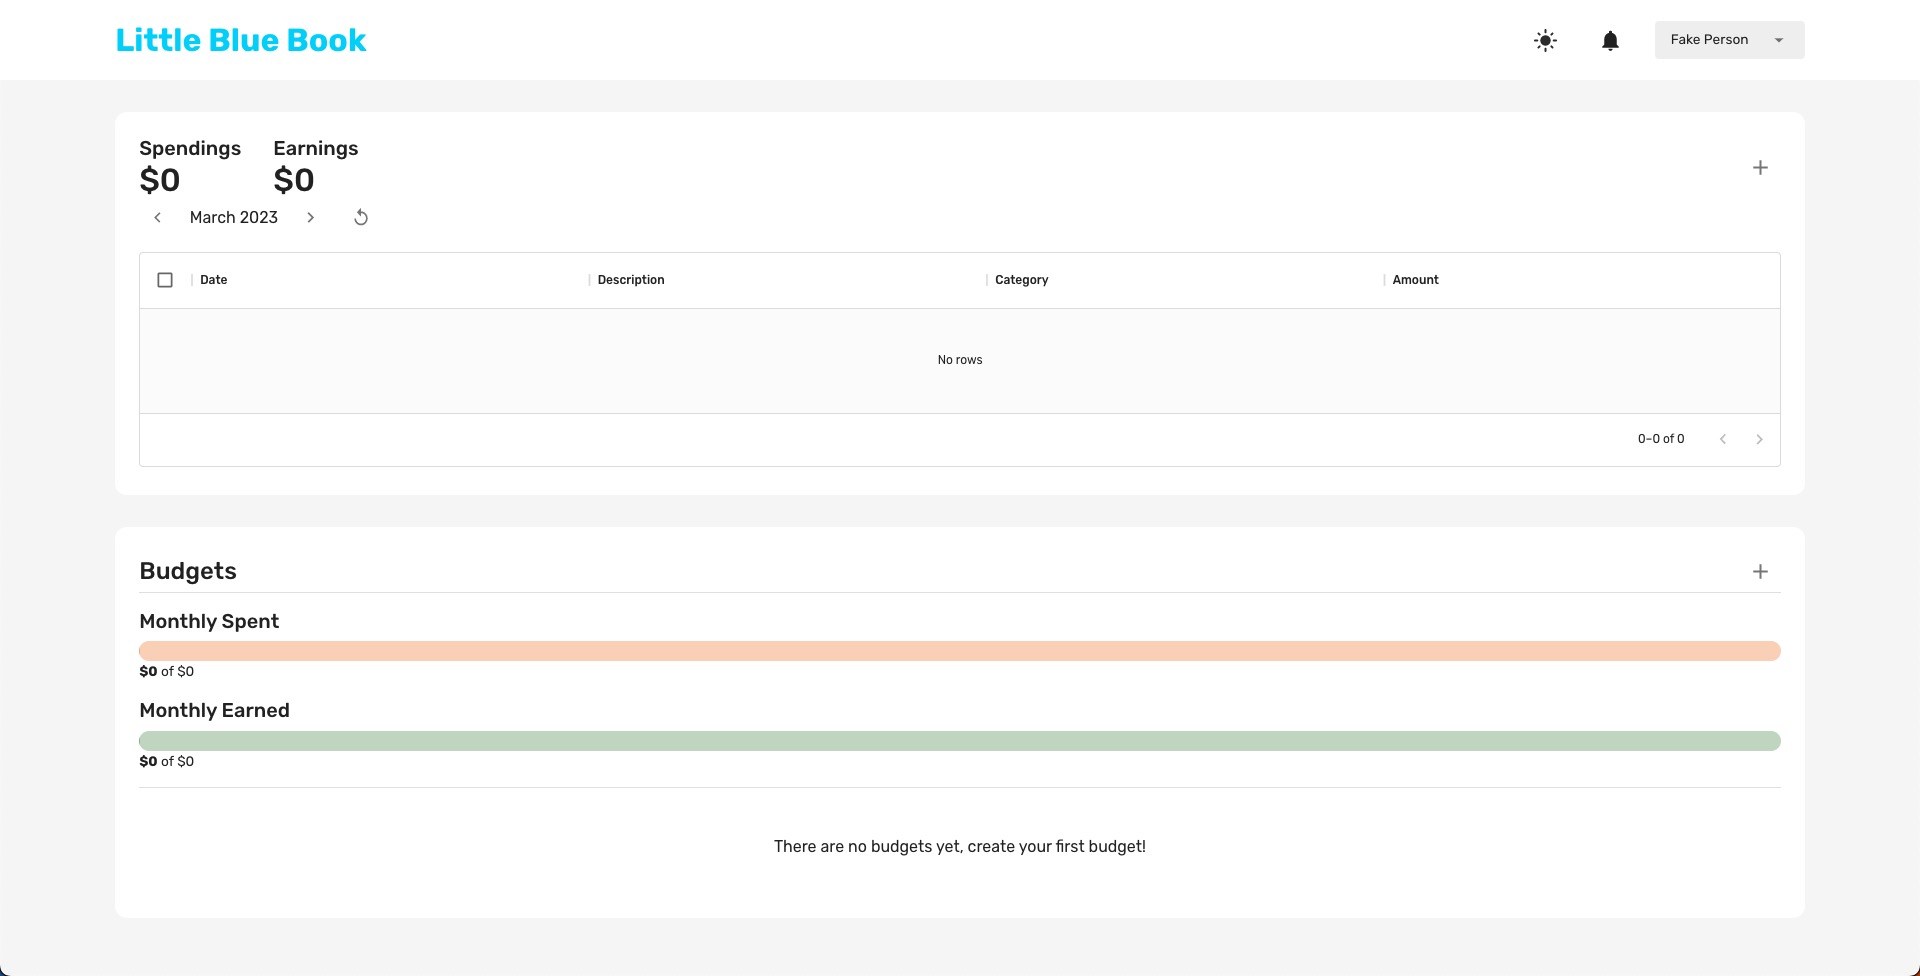 Little Blue Book
Fake Person
Spendings Earnings
$0 $0
March 2023
Date Description Category Amount
No rows
0–0 of 0
Budgets
Monthly Spent
$0 of $0
Monthly Earned
$0 of $0
There are no budgets yet, create your first budget!